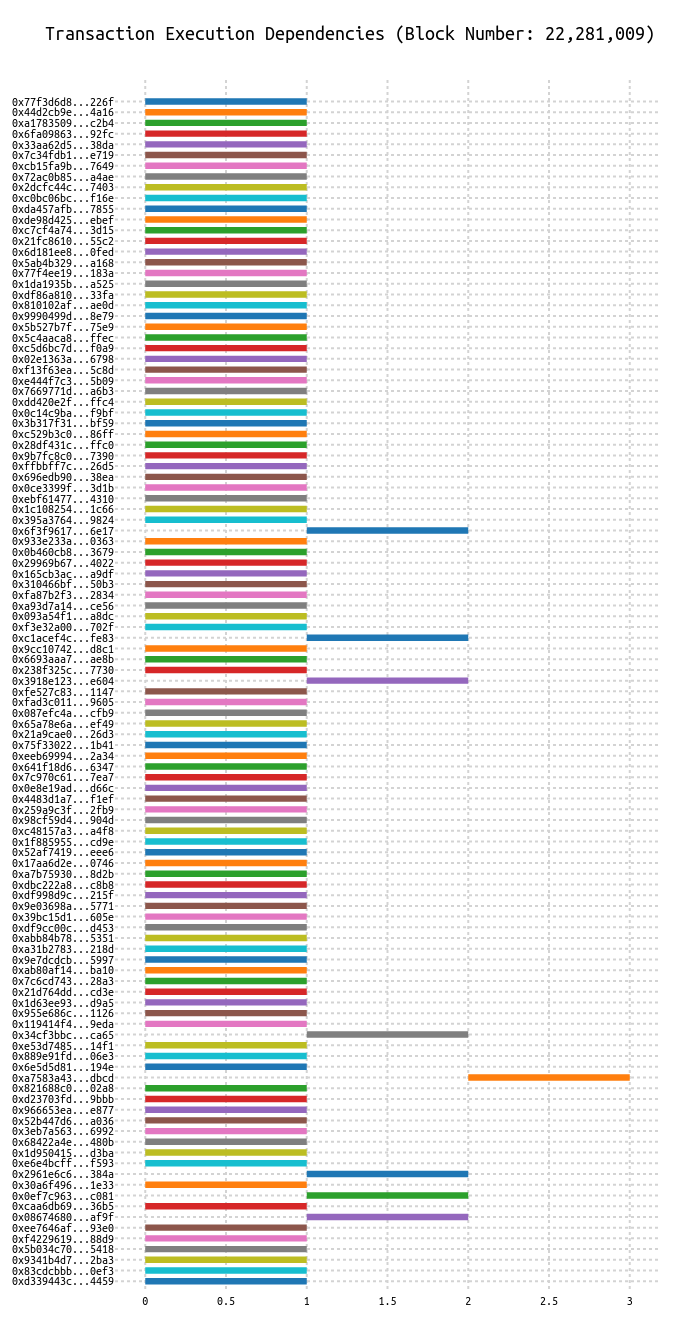 Transaction Execution Dependencies (Block Number: 22,281,009)
0x77f3d6d8...226f
0x44d2cb9e...4a16
0xa1783509...c2b4
0x6fa09863...92fc
0x33aa62d5...38da
0x7c34fdb1...e719
0xcb15fa9b...7649
0x72ac0b85...a4ae
0x2dcfc44c...7403
0xc0bc06bc...f16e
0xda457afb...7855
0xde98d425...ebef
0xc7cf4a74...3d15
0x21fc8610...55c2
0x6d181ee8...0fed
0x5ab4b329...a168
0x77f4ee19...183a
0x1da1935b...a525
0xdf86a810...33fa
0x810102af...ae0d
0x9990499d...8e79
0x5b527b7f...75e9
0x5c4aaca8...ffec
0xc5d6bc7d...f0a9
0x02e1363a...6798
0xf13f63ea...5c8d
0xe444f7c3...5b09
0x7669771d...a6b3
0xdd420e2f...ffc4
0x0c14c9ba...f9bf
0x3b317f31...bf59
0xc529b3c0...86ff
0x28df431c...ffc0
0x9b7fc8c0...7390
0xffbbff7c...26d5
0x696edb90...38ea
0x0ce3399f...3d1b
0xebf61477...4310
0x1c108254...1c66
0x395a3764...9824
0x6f3f9617...6e17
0x933e233a...0363
0x0b460cb8...3679
0x29969b67...4022
0x165cb3ac...a9df
0x310466bf...50b3
0xfa87b2f3...2834
0xa93d7a14...ce56
0x093a54f1...a8dc
0xf3e32a00...702f
0xc1acef4c...fe83
0x9cc10742...d8c1
0x6693aaa7...ae8b
0x238f325c...7730
0x3918e123...e604
0xfe527c83...1147
0xfad3c011...9605
0x087efc4a...cfb9
0x65a78e6a...ef49
0x21a9cae0...26d3
0x75f33022...1b41
0xeeb69994...2a34
0x641f18d6...6347
0x7c970c61...7ea7
0x0e8e19ad...d66c
0x4483d1a7...f1ef
0x259a9c3f...2fb9
0x98cf59d4...904d
0xc48157a3...a4f8
0x1f885955...cd9e
0x52af7419...eee6
0x17aa6d2e...0746
0xa7b75930...8d2b
0xdbc222a8...c8b8
0xdf998d9c...215f
0x9e03698a...5771
0x39bc15d1...605e
0xdf9cc00c...d453
0xabb84b78...5351
0xa31b2783...218d
0x9e7dcdcb...5997
0xab80af14...ba10
0x7c6cd743...28a3
0x21d764dd...cd3e
0x1d63ee93...d9a5
0x955e686c...1126
0x119414f4...9eda
0x34cf3bbc...ca65
0xe53d7485...14f1
0x889e91fd...06e3
0x6e5d5d81...194e
0xa7583a43...dbcd
0x821688c0...02a8
0xd23703fd...9bbb
0x966653ea...e877
0x52b447d6...a036
0x3eb7a563...6992
0x68422a4e...480b
0x1d950415...d3ba
0xe6e4bcff...f593
0x2961e6c6...384a
0x30a6f496...1e33
0x0ef7c963...c081
0xcaa6db69...36b5
0x08674680...af9f
0xee7646af...93e0
0xf4229619...88d9
0x5b034c70...5418
0x9341b4d7...2ba3
0x83cdcbbb...0ef3
0xd339443c...4459
0 0.5 1 1.5 2 2.5 3